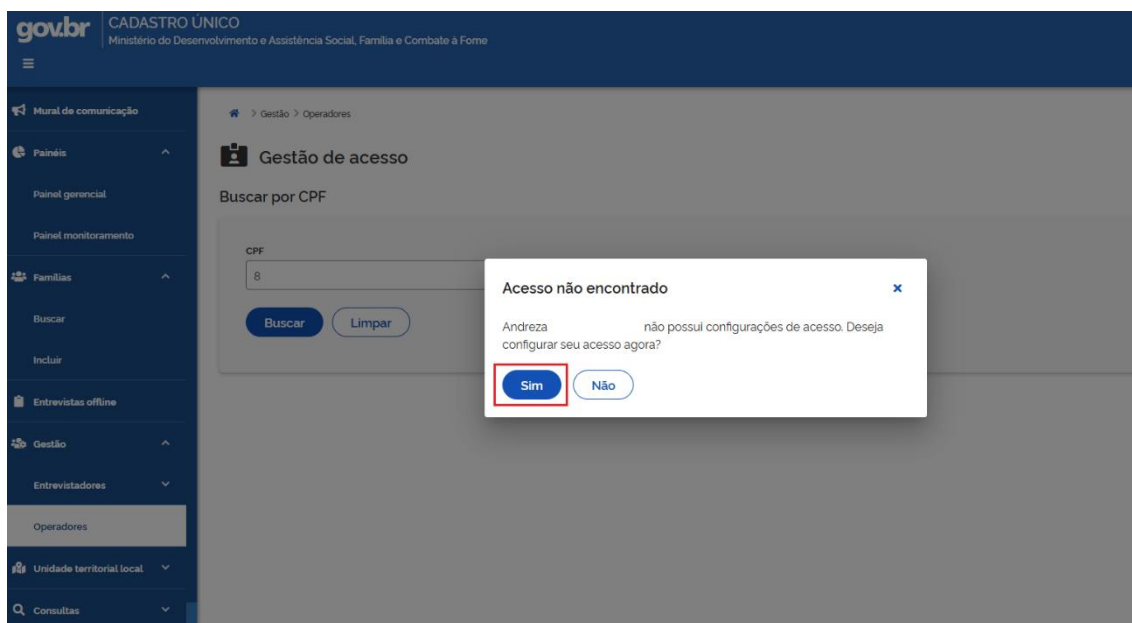 gov.br
CADASTRO ÚNICO
Ministério do Desenvolvimento e Assistência Social, Família e Combate à Fome
Mural de comunicação
Painéis
Painel gerencial
Painel monitoramento
Famílias
Buscar
Incluir
Entrevistas offline
Gestão
Entrevistadores
Operadores
Unidade territorial local
Consultas
> Gestão > Operadores
Gestão de acesso
Buscar por CPF
CPF
8
Buscar Limpar
Acesso não encontrado
Andreza não possui configurações de acesso. Deseja
configurar seu acesso agora?
Sim Não